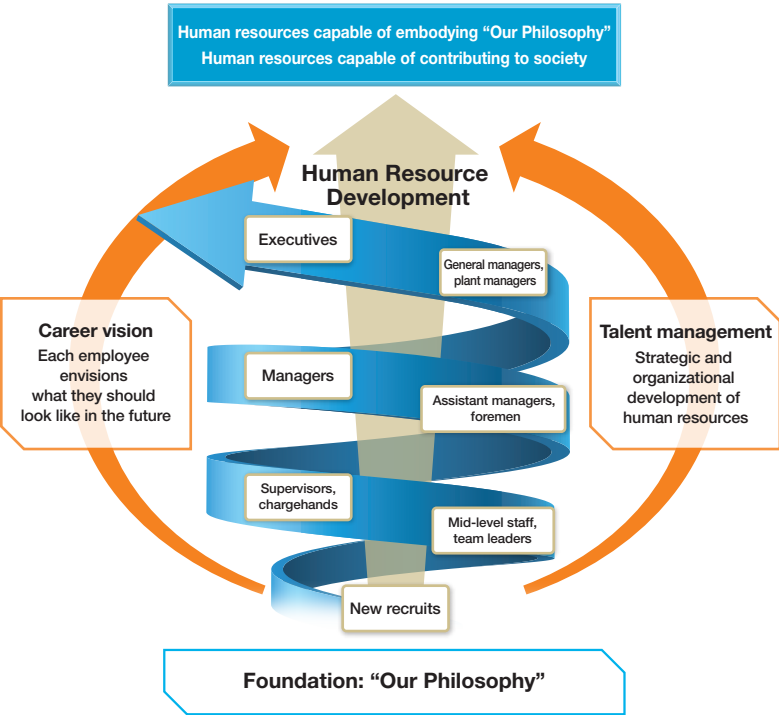 Human resources capable of embodying “Our Philosophy”
Human resources capable of contributing to society
Human Resource
Development
Executives
General managers,
plant managers
Career vision
Each employee
envisions
what they should
look like in the future
Talent management
Strategic and
organizational
development of
human resources
Managers
Assistant managers,
foremen
Supervisors,
chargehands
Mid-level staff,
team leaders
New recruits
Foundation: “Our Philosophy”